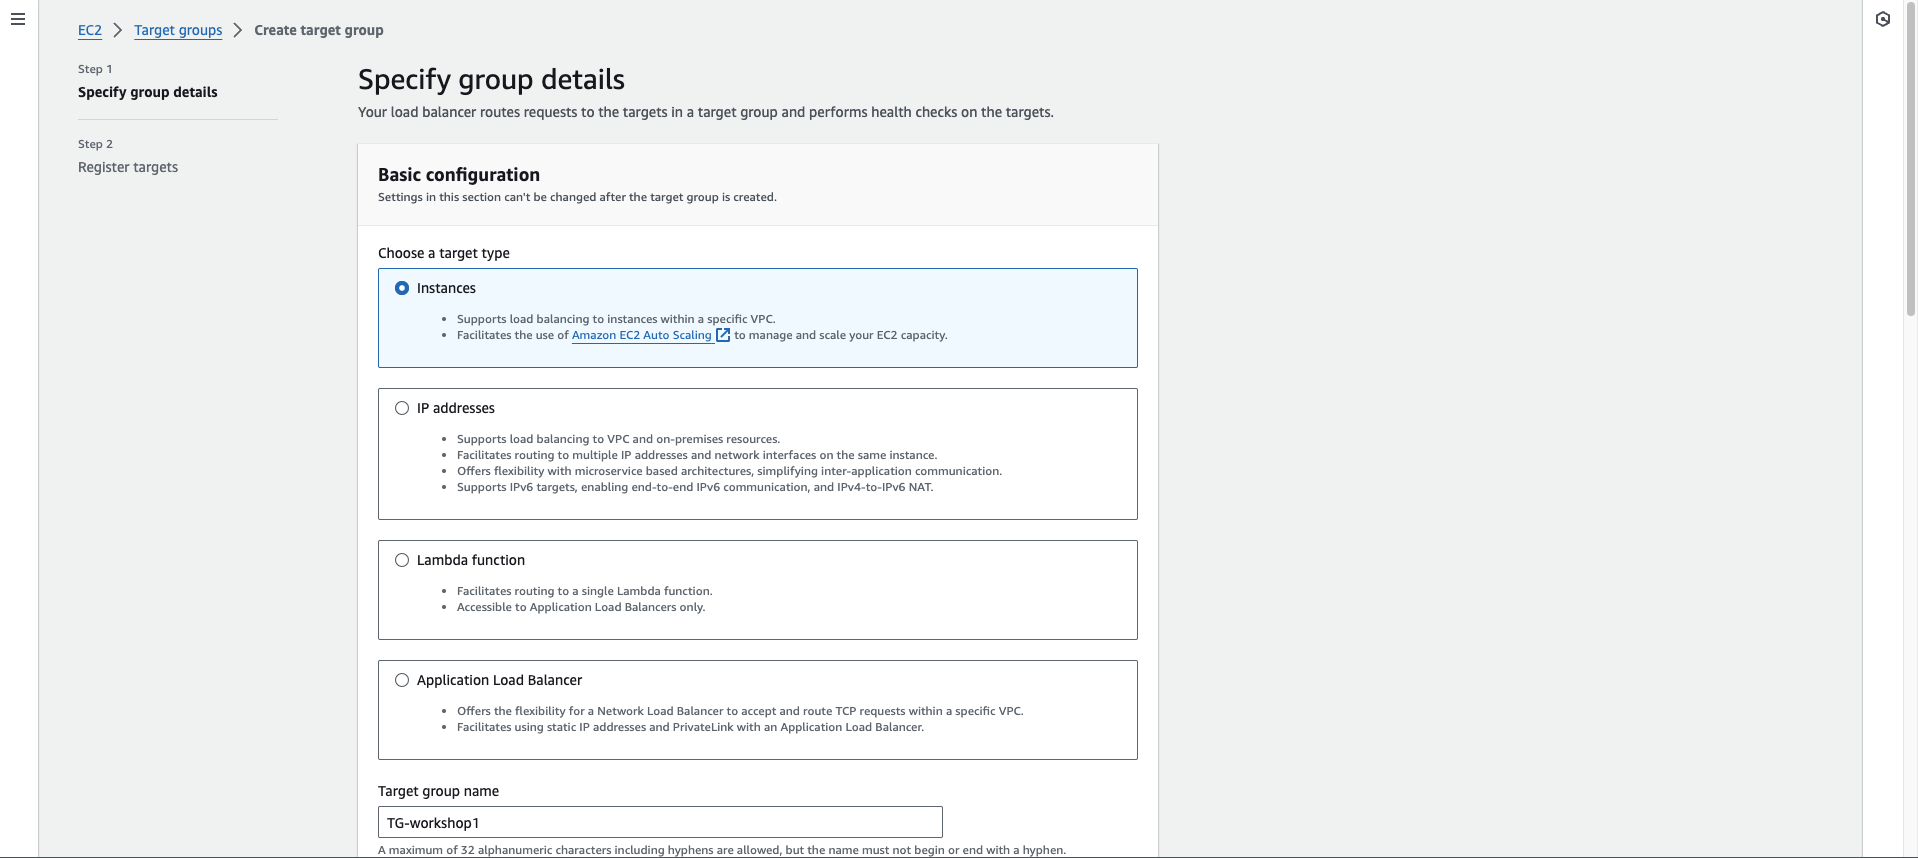 EC2 > Target groups > Create target group
Step 1
Specify group details
Step 2
Register targets
Specify group details
Your load balancer routes requests to the targets in a target group and performs health checks on the targets.
Basic configuration
Settings in this section can't be changed after the target group is created.
Choose a target type
Instances
• Supports load balancing to instances within a specific VPC.
• Facilitates the use of Amazon EC2 Auto Scaling to manage and scale your EC2 capacity.
IP addresses
• Supports load balancing to VPC and on-premises resources.
• Facilitates routing to multiple IP addresses and network interfaces on the same instance.
• Offers flexibility with microservice based architectures, simplifying inter-application communication.
• Supports IPv6 targets, enabling end-to-end IPv6 communication, and IPv4-to-IPv6 NAT.
Lambda function
• Facilitates routing to a single Lambda function.
• Accessible to Application Load Balancers only.
Application Load Balancer
• Offers the flexibility for a Network Load Balancer to accept and route TCP requests within a specific VPC.
• Facilitates using static IP addresses and PrivateLink with an Application Load Balancer.
Target group name
TG-workshop1
A maximum of 32 alphanumeric characters including hyphens are allowed, but the name must not begin or end with a hyphen.